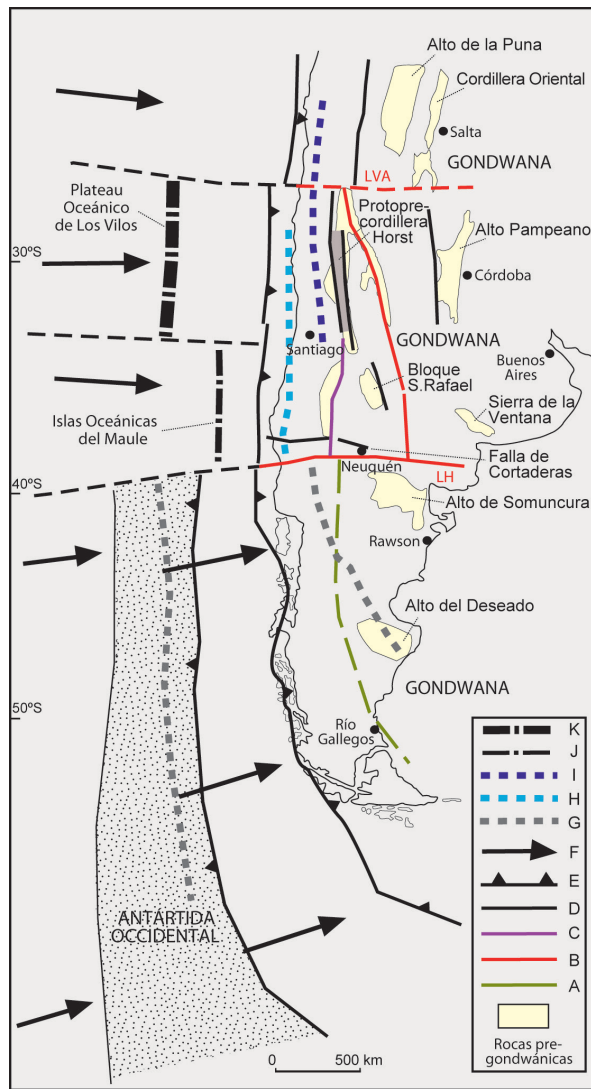 Alto de la Puna
Cordillera Oriental
Salta
GONDWANA
LVA
Plateau
Oceánico
de Los Vilos
Protopre-
cordillera
Horst
Alto Pampeano
30ºS
Córdoba
GONDWANA
Santiago
Buenos
Aires
Bloque
S.Rafael
Sierra de la
Ventana
Islas Oceánicas
del Maule
Falla de
Cortaderas
Neuquén
LH
40ºS
Alto de Somuncura
Rawson
Alto del Deseado
GONDWANA
50ºS
Río
Gallegos
ANTÁRTIDA
OCCIDENTAL
K
J
I
H
G
F
E
D
C
B
A
Rocas pre-
gondwánicas
0 500 km